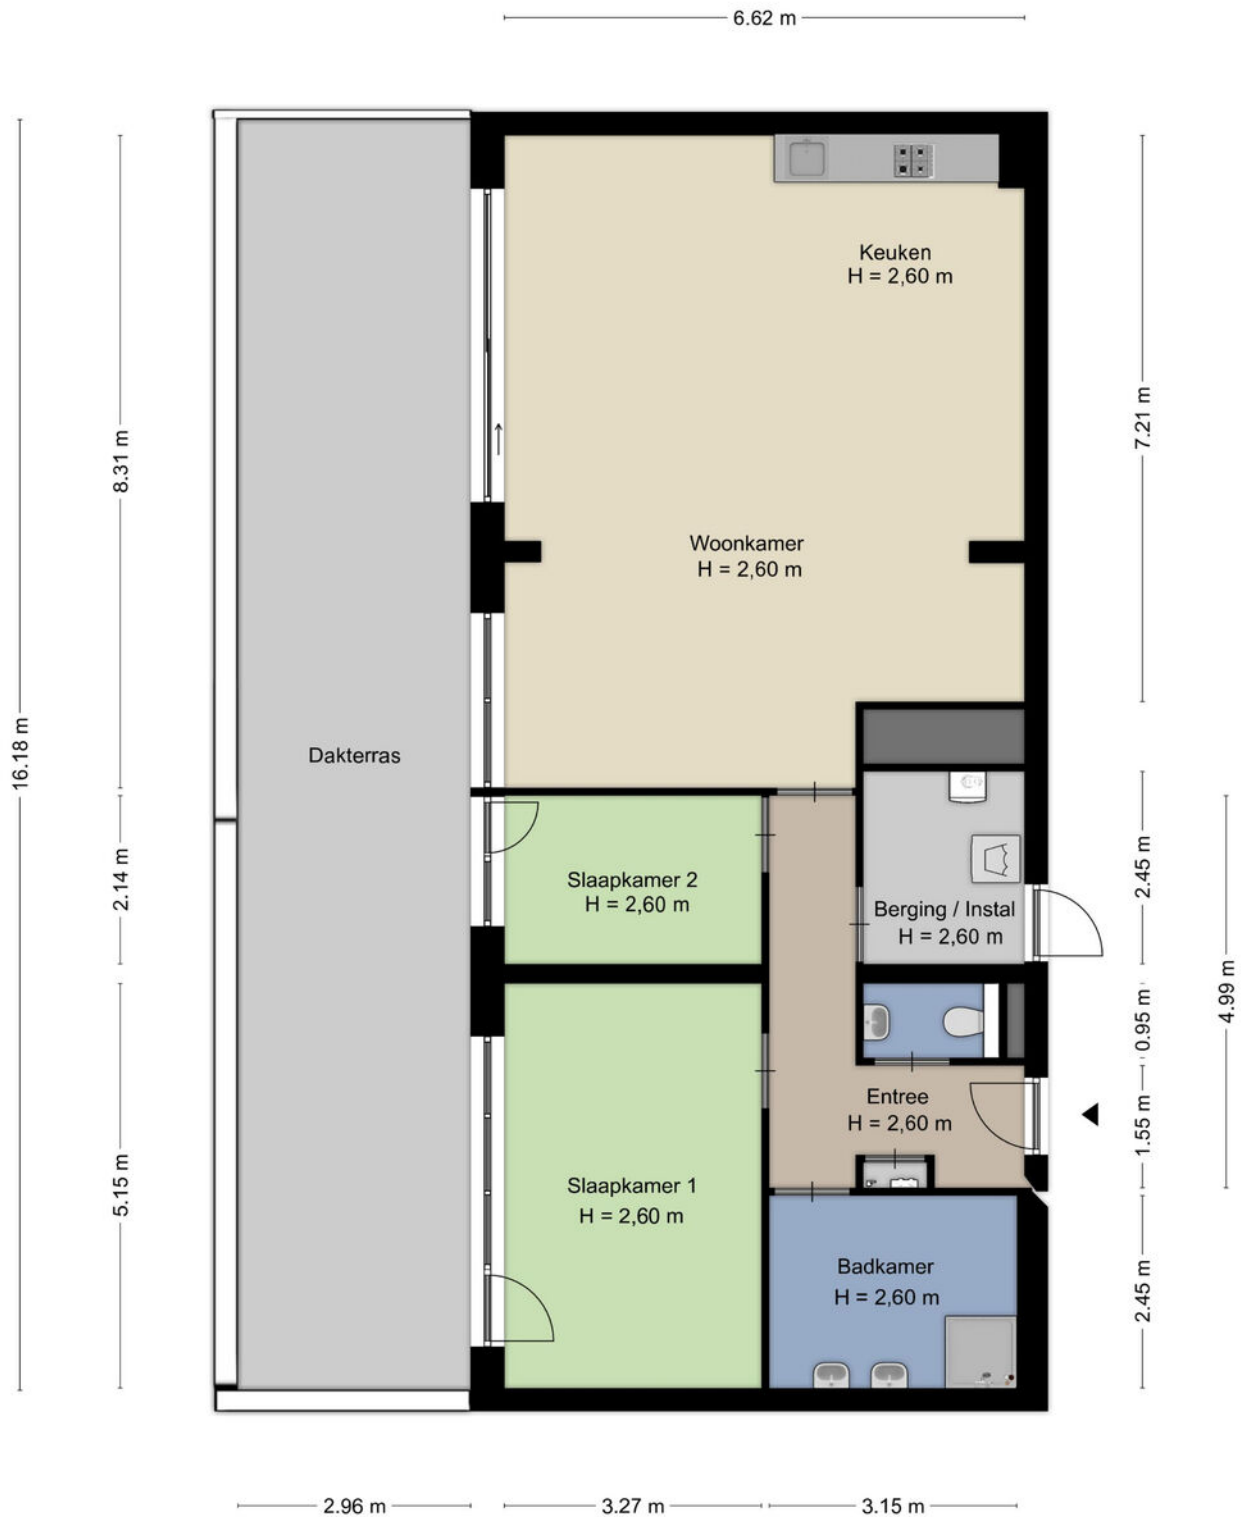 6.62 m
Keuken
H = 2,60 m
7.21 m
8.31 m
Woonkamer
H = 2,60 m
16.18 m
Dakterras
Slaapkamer 2
H = 2,60 m
2.14 m
Berging / Instal
H = 2,60 m
2.45 m
4.99 m
0.95 m
Entree
H = 2,60 m
1.55 m
5.15 m
Slaapkamer 1
H = 2,60 m
Badkamer
H = 2,60 m
2.45 m
2.96 m
3.27 m
3.15 m